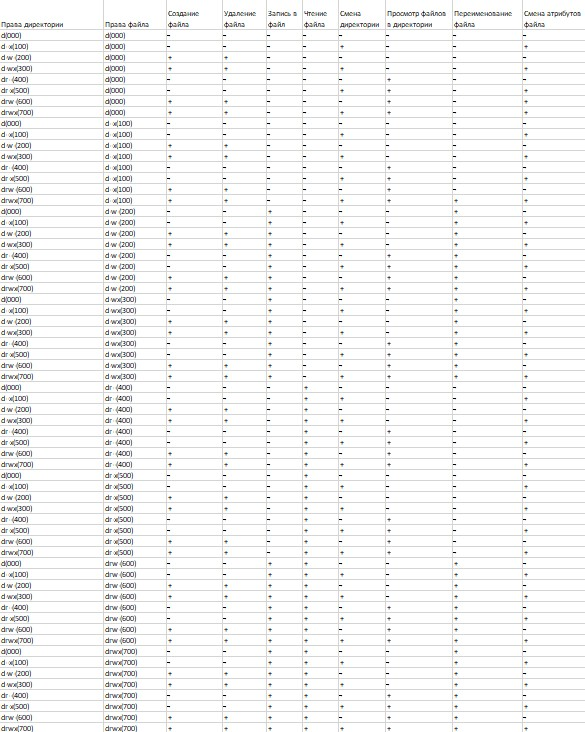 Права директории Права файла Создание файла Удаление файла Запись в файл Чтение файла Смена директории Просмотр файлов в директории Переименование файла Смена атрибутов файла
d(000) d(000) - - - - - - - -
d-x(100) d(000) - - - - + - - +
d-w-(200) d(000) + + - - - - - -
d-wx(300) d(000) + + - - + - - +
dr--(400) d(000) - - - - - + - -
dr-x(500) d(000) - - - - + + - +
drw-(600) d(000) + + - - - + - -
drwx(700) d(000) + + - - + + - +
d(000) d-x(100) - - - - - - - -
d-x(100) d-x(100) - - - - + - - +
d-w-(200) d-x(100) + + - - - - - -
d-wx(300) d-x(100) + + - - + - - +
dr--(400) d-x(100) - - - - - + - -
dr-x(500) d-x(100) - - - - + + - +
drw-(600) d-x(100) + + - - - + - -
drwx(700) d-x(100) + + - - + + + +
d(000) d-w-(200) - - + - - - + -
d-x(100) d-w-(200) - - + - + - + +
d-w-(200) d-w-(200) + + + - - - + -
d-wx(300) d-w-(200) + + + - + - + +
dr--(400) d-w-(200) - - + - - + + -
dr-x(500) d-w-(200) - - + - + + + +
drw-(600) d-w-(200) + + + - - + + -
drwx(700) d-w-(200) + + + - + + + +
d(000) d-wx(300) - - + - - - + -
d-x(100) d-wx(300) - - + - + - + +
d-w-(200) d-wx(300) + + + - - - + -
d-wx(300) d-wx(300) + + + - + - + +
dr--(400) d-wx(300) - - + - - + + -
dr-x(500) d-wx(300) - - + - + + + +
drw-(600) d-wx(300) + + + - - + + -
drwx(700) d-wx(300) + + + - + + + +
d(000) dr--(400) - - - + - - - -
d-x(100) dr--(400) - - - + + - - +
d-w-(200) dr--(400) + + - + - - - -
d-wx(300) dr--(400) + + - + + - - +
dr--(400) dr--(400) - - - + - + - -
dr-x(500) dr--(400) - - - + + + - +
drw-(600) dr--(400) + + - + - + - -
drwx(700) dr--(400) + + - + + + - +
d(000) dr-x(500) - - - + - - - -
d-x(100) dr-x(500) - - - + + - - +
d-w-(200) dr-x(500) + + - + - - - -
d-wx(300) dr-x(500) + + - + + - - +
dr--(400) dr-x(500) - - - + - + - -
dr-x(500) dr-x(500) - - - + + + - +
drw-(600) dr-x(500) + + - + - + - -
drwx(700) dr-x(500) + + - + + + - +
d(000) drw-(600) - - + + - - + -
d-x(100) drw-(600) - - + + + - + +
d-w-(200) drw-(600) + + + + - - + -
d-wx(300) drw-(600) + + + + + - + +
dr--(400) drw-(600) - - + + - + + -
dr-x(500) drw-(600) - - + + + + + +
drw-(600) drw-(600) + + + + - + + -
drwx(700) drw-(600) + + + + + + + +
d(000) drwx(700) - - + + - - + -
d-x(100) drwx(700) - - + + + - + +
d-w-(200) drwx(700) + + + + - - + -
d-wx(300) drwx(700) + + + + + - + +
dr--(400) drwx(700) - - + + - + + -
dr-x(500) drwx(700) - - + + + + + +
drw-(600) drwx(700) + + + + - + + -
drwx(700) drwx(700) + + + + + + + +